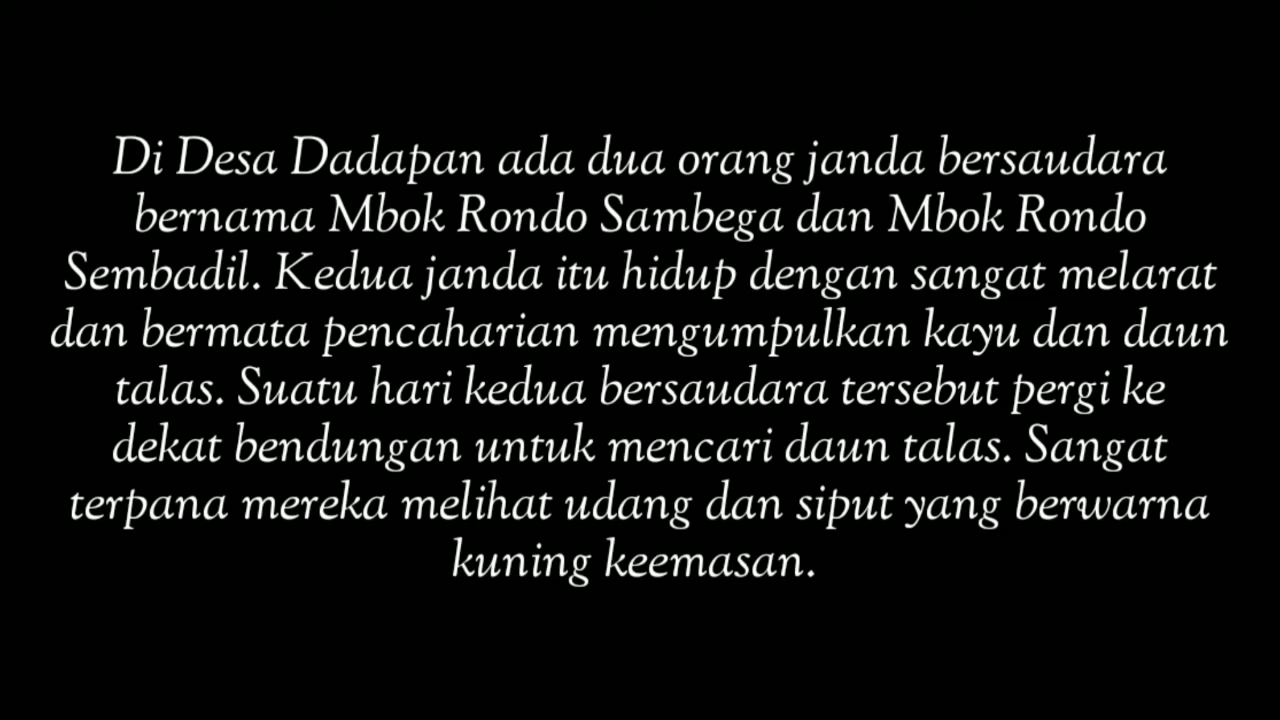 Di Desa Dadapan ada dua orang janda bersaudara
bernama Mbok Rondo Sambega dan Mbok Rondo
Sembadil. Kedua janda itu hidup dengan sangat melarat
dan bermata pencaharian mengumpulkan kayu dan daun
talas. Suatu hari kedua bersaudara tersebut pergi ke
dekat bendungan untuk mencari daun talas. Sangat
terpana mereka melihat udang dan siput yang berwarna
kuning keemasan.